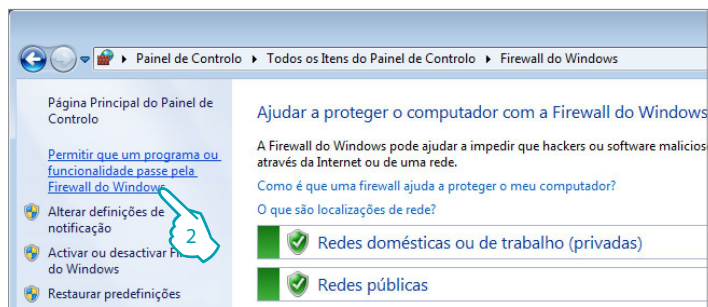 Painel de Controlo ▸ Todos os Itens do Painel de Controlo ▸ Firewall do Windows
Página Principal do Painel de
Controlo
Permitir que um programa ou
funcionalidade passe pela
Firewall do Windows
Alterar definições de
notificação
Activar ou desactivar Fi
do Windows
Restaurar predefinições
2
Ajudar a proteger o computador com a Firewall do Windows
A Firewall do Windows pode ajudar a impedir que hackers ou software malicios
através da Internet ou de uma rede.
Como é que uma firewall ajuda a proteger o meu computador?
O que são localizações de rede?
Redes domésticas ou de trabalho (privadas)
Redes públicas